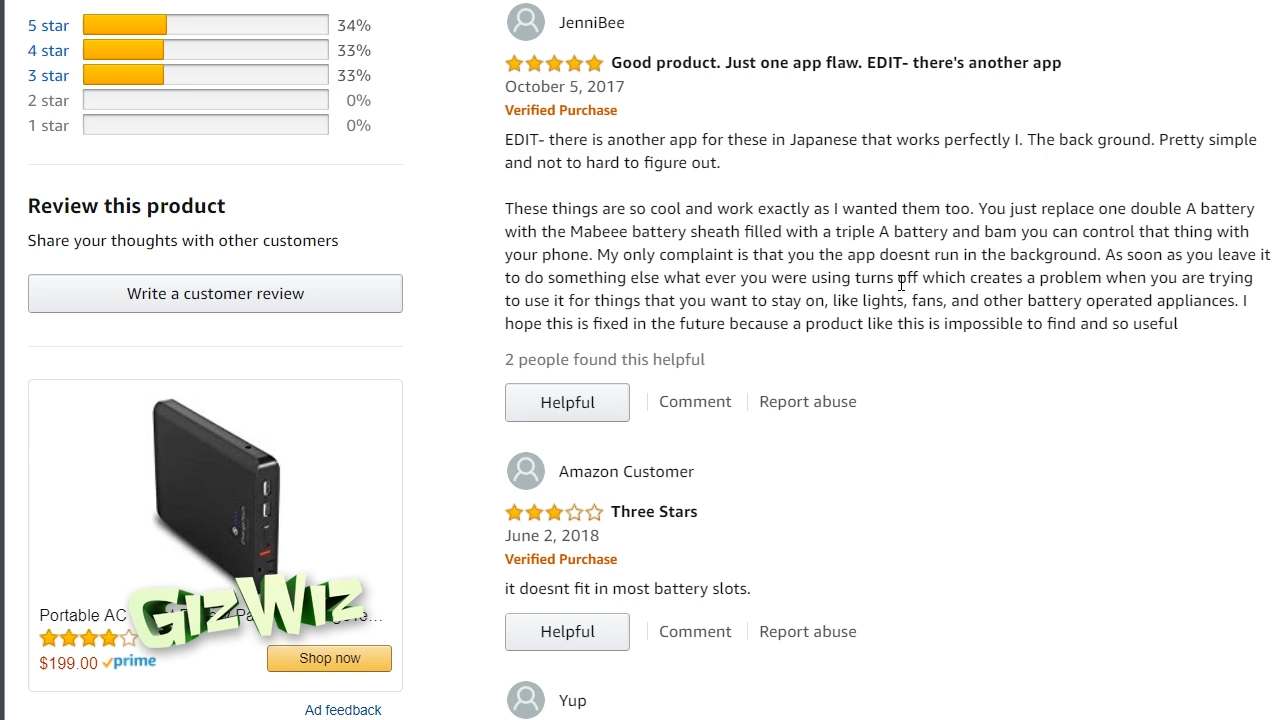 5 star 34%
4 star 33%
3 star 33%
2 star 0%
1 star 0%
Review this product
Share your thoughts with other customers
Write a customer review
Portable AC
GizWiz
$199.00 prime
Shop now
Ad feedback
JenniBee
Good product. Just one app flaw. EDIT- there's another app
October 5, 2017
Verified Purchase
EDIT- there is another app for these in Japanese that works perfectly I. The back ground. Pretty simple
and not to hard to figure out.
These things are so cool and work exactly as I wanted them too. You just replace one double A battery
with the Mabeee battery sheath filled with a triple A battery and bam you can control that thing with
your phone. My only complaint is that you the app doesnt run in the background. As soon as you leave it
to do something else what ever you were using turns off which creates a problem when you are trying
to use it for things that you want to stay on, like lights, fans, and other battery operated appliances. I
hope this is fixed in the future because a product like this is impossible to find and so useful
2 people found this helpful
Helpful Comment Report abuse
Amazon Customer
Three Stars
June 2, 2018
Verified Purchase
it doesnt fit in most battery slots.
Helpful Comment Report abuse
Yup